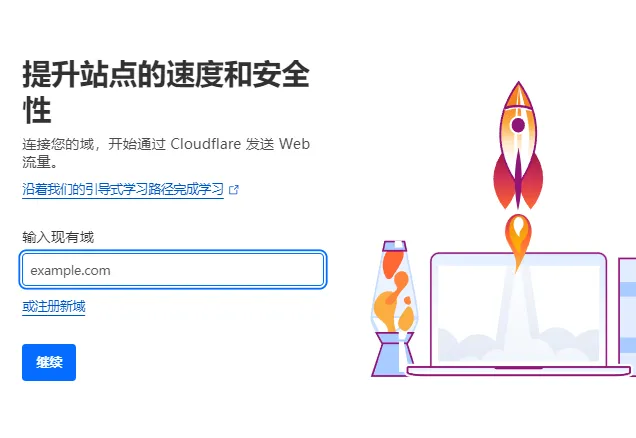 提升站点的速度和安全
性
连接您的域，开始通过 Cloudflare 发送 Web
流量。
沿着我们的引导式学习路径完成学习
输入现有域
example.com
或注册新域
继续